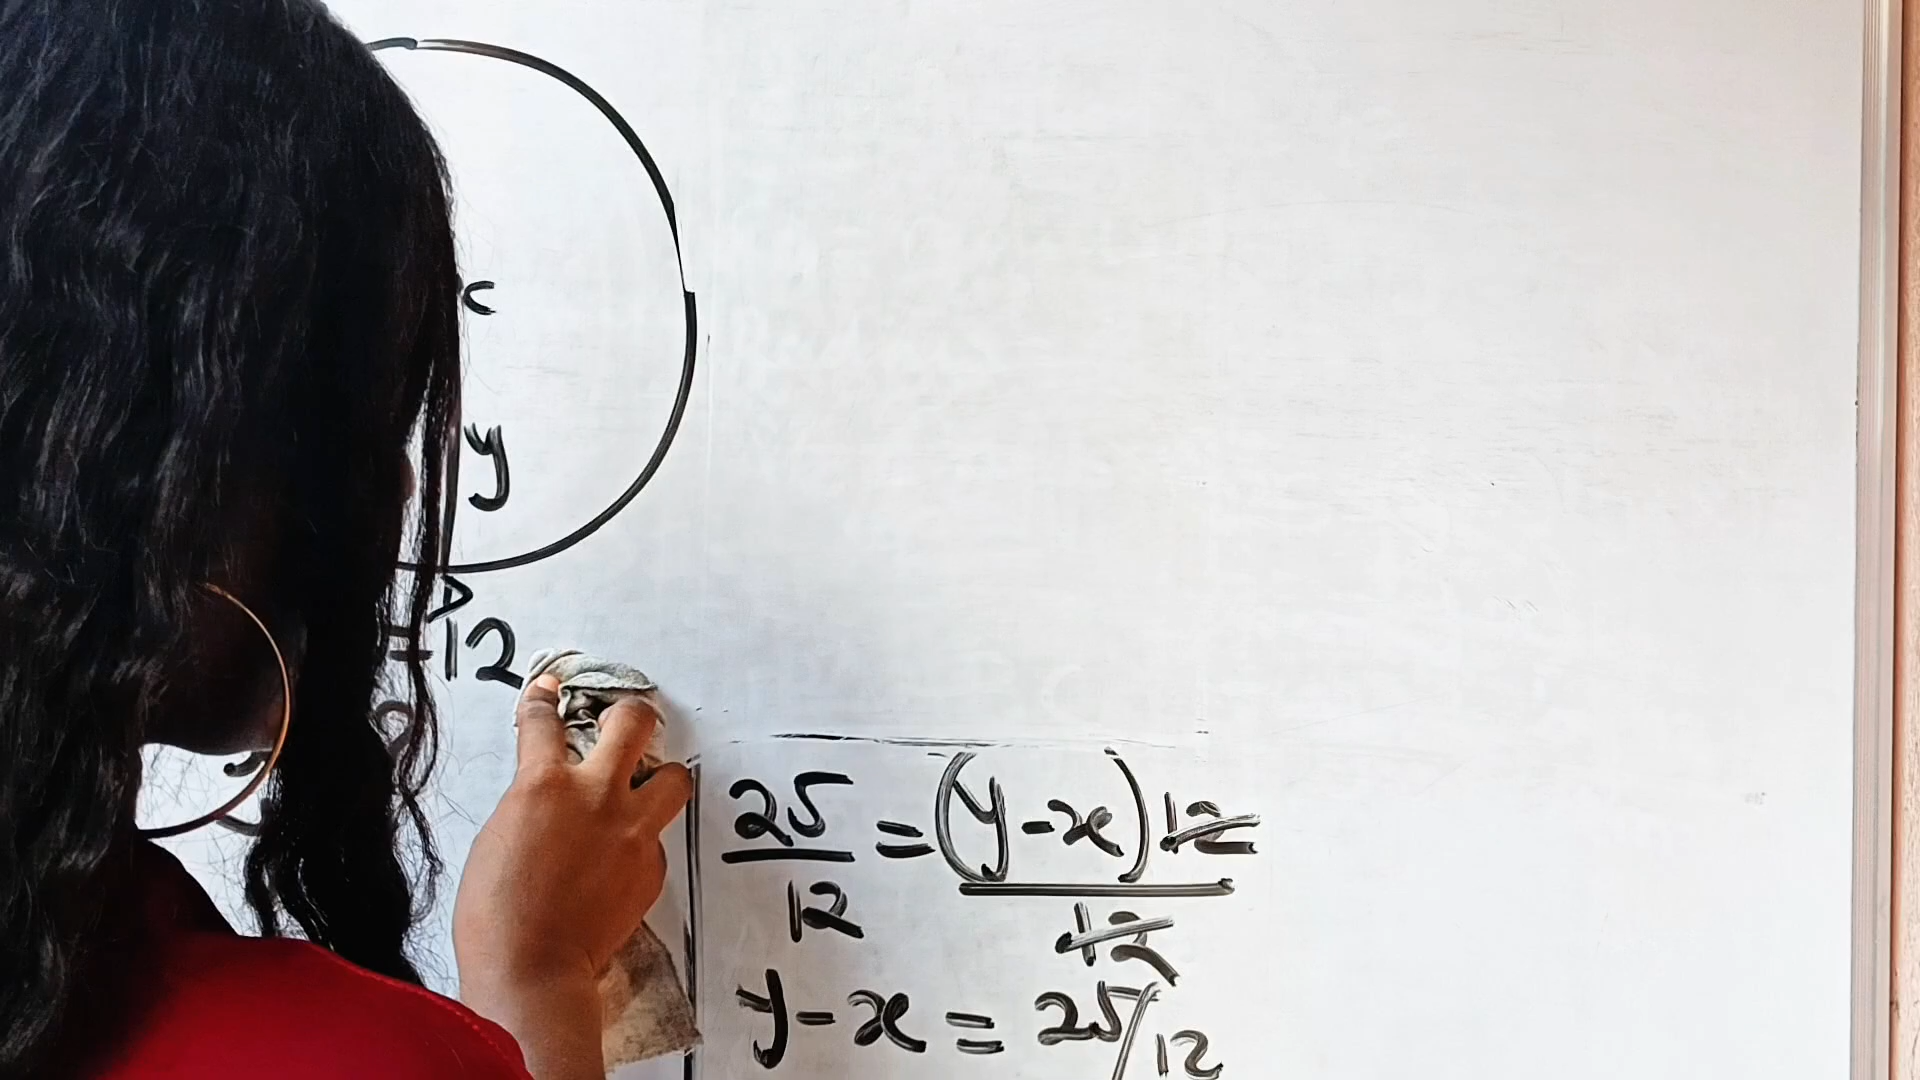 x
y
=12
25/12 = (y-x)12/12
y-x = 25/12